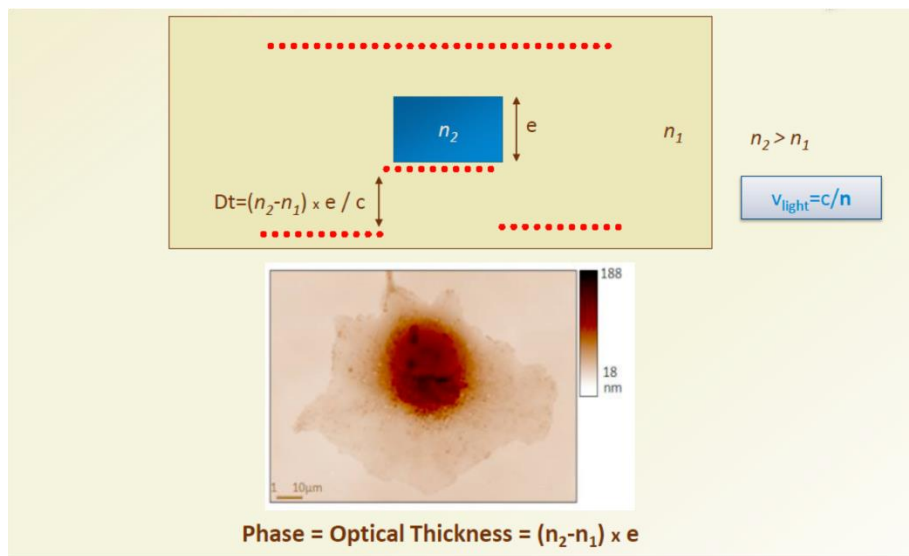 n2
e
n1
n2 > n1
Dt=(n2-n1) x e / c
vlight=c/n
188
18
nm
10µm
Phase = Optical Thickness = (n2-n1) x e